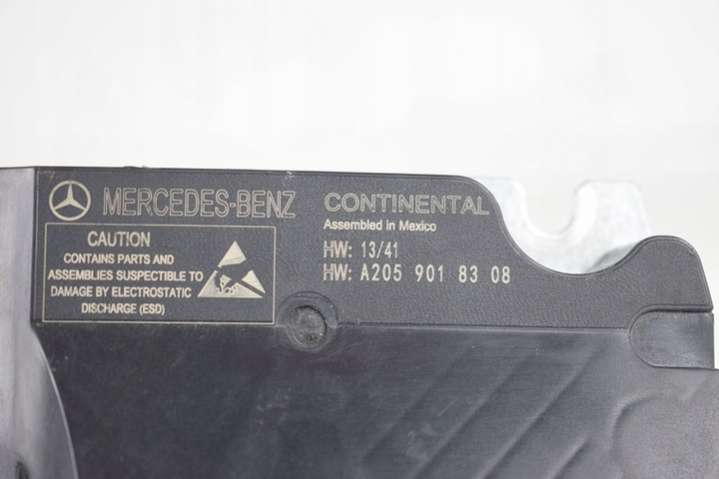 MERCEDES-BENZ
CAUTION
CONTAINS PARTS AND
ASSEMBLIES SUSPECTIBLE TO
DAMAGE BY ELECTROSTATIC
DISCHARGE (ESD)
CONTINENTAL
Assembled in Mexico
HW: 13/41
HW: A205 901 83 08